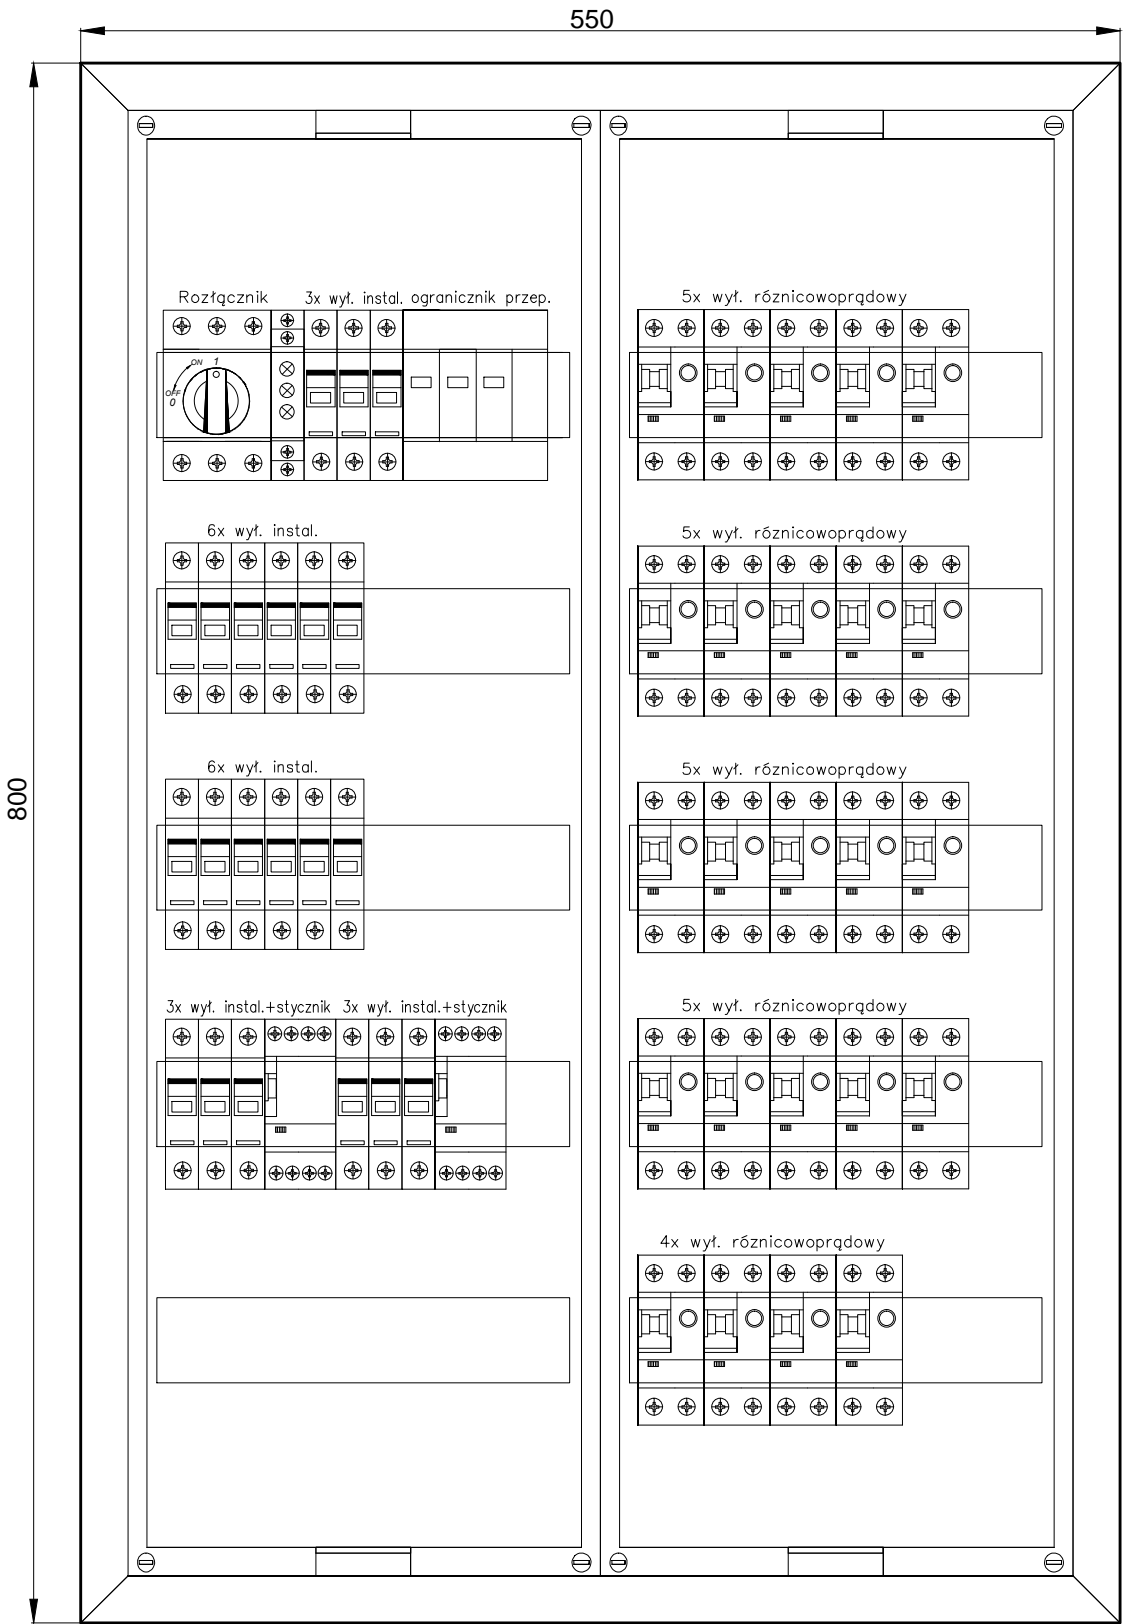 550
800
Rozłącznik
3x wył. instal.
ogranicznik przep.
ON
1
OFF
0
6x wył. instal.
6x wył. instal.
3x wył. instal.+stycznik
3x wył. instal.+stycznik
5x wył. róznicowoprądowy
5x wył. róznicowoprądowy
5x wył. róznicowoprądowy
5x wył. róznicowoprądowy
4x wył. róznicowoprądowy